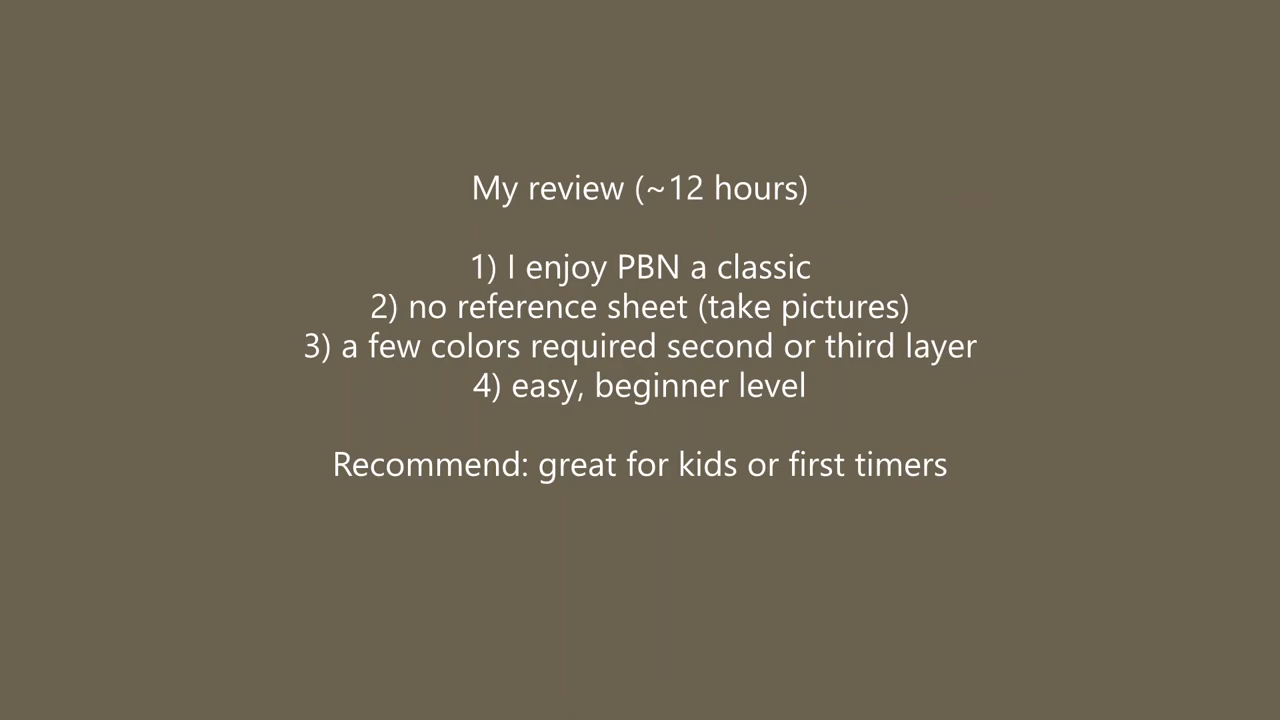 My review (~12 hours)
1) I enjoy PBN a classic
2) no reference sheet (take pictures)
3) a few colors required second or third layer
4) easy, beginner level
Recommend: great for kids or first timers